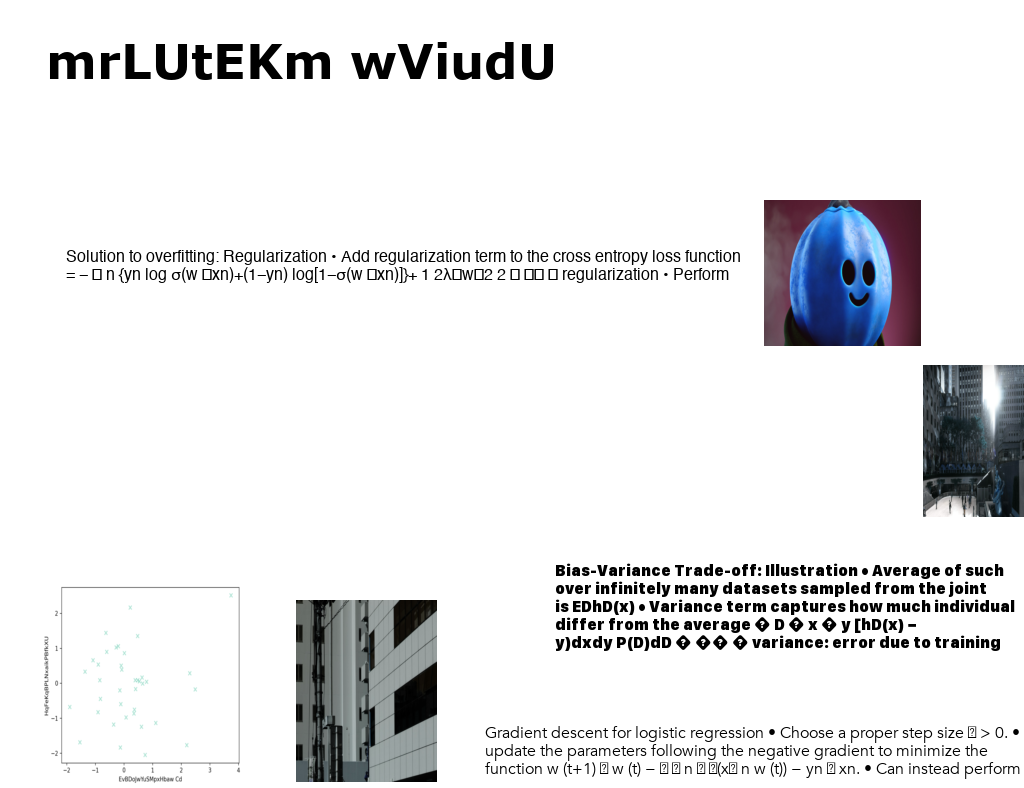 mrLUtEKm wViudU
Solution to overfitting: Regularization • Add regularization term to the cross entropy loss function
= − □ n {yn log σ(w □xn)+(1−yn) log[1−σ(w □xn)]}+ 1 2λ□w□2 2 □ □□ □ regularization • Perform
Bias-Variance Trade-off: Illustration • Average of such
over infinitely many datasets sampled from the joint
is EDhD(x) • Variance term captures how much individual
differ from the average � D � x � y [hD(x) −
y)dxdy P(D)dD � �� � variance: error due to training
Gradient descent for logistic regression • Choose a proper step size □ > 0. •
update the parameters following the negative gradient to minimize the
function w (t+1) □ w (t) − □ □ n □ □(x□ n w (t)) − yn □ xn. • Can instead perform
2
1
0
−1
−2
−2 −1 0 1 2 3 4